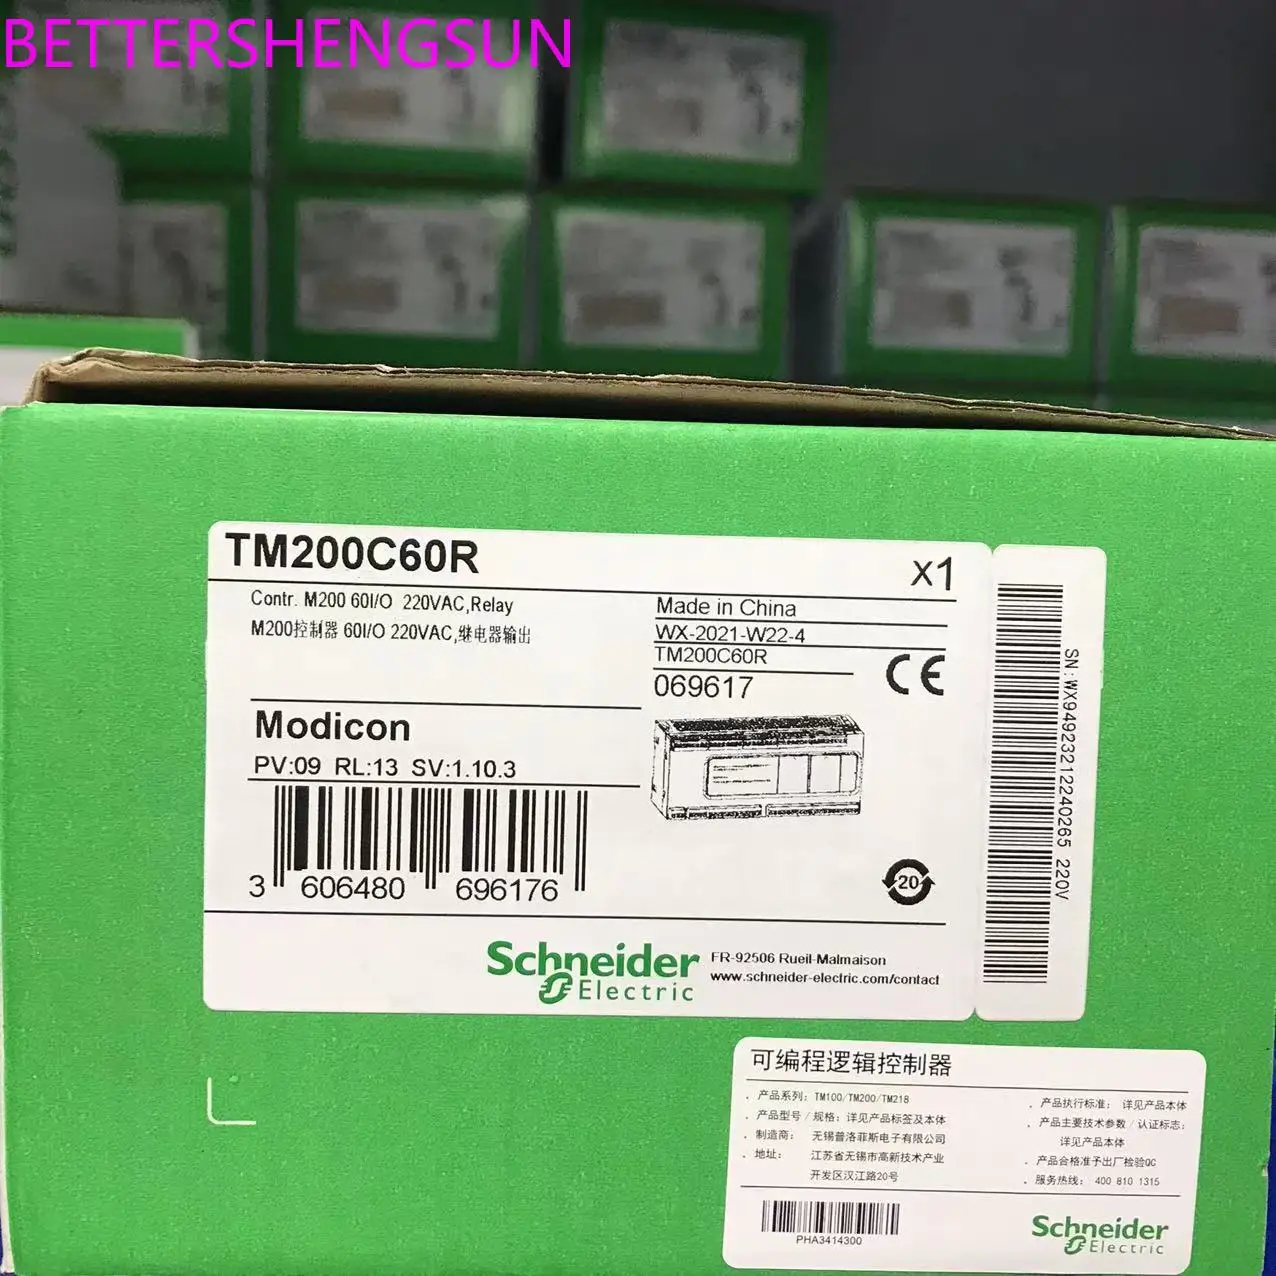 BETTERSHENGSUN
TM200C60R
x1
Contr. M200 60I/O 220VAC,Relay
M200控制器 60I/O 220VAC,继电器输出
Made in China
WX-2021-W22-4
TM200C60R
069617
CE
Modicon
PV:09 RL:13 SV:1.10.3
3 606480 696176
20
Schneider
Electric
FR-92506 Rueil-Malmaison
www.schneider-electric.com/contact
SN:WX94923212240265 220V
可编程逻辑控制器
. 产品系列: TM100/TM200/TM218
. 产品型号 / 规格: 详见产品标签及本体
. 制造商: 无锡普洛菲斯电子有限公司
. 地址: 江苏省无锡市高新技术产业
开发区汉江路20号
. 产品执行标准: 详见产品本体
. 产品主要技术参数 / 认证标志:
详见产品本体
. 产品合格准予出厂检验QC
. 服务热线: 400 810 1315
PHA3414300
Schneider
Electric